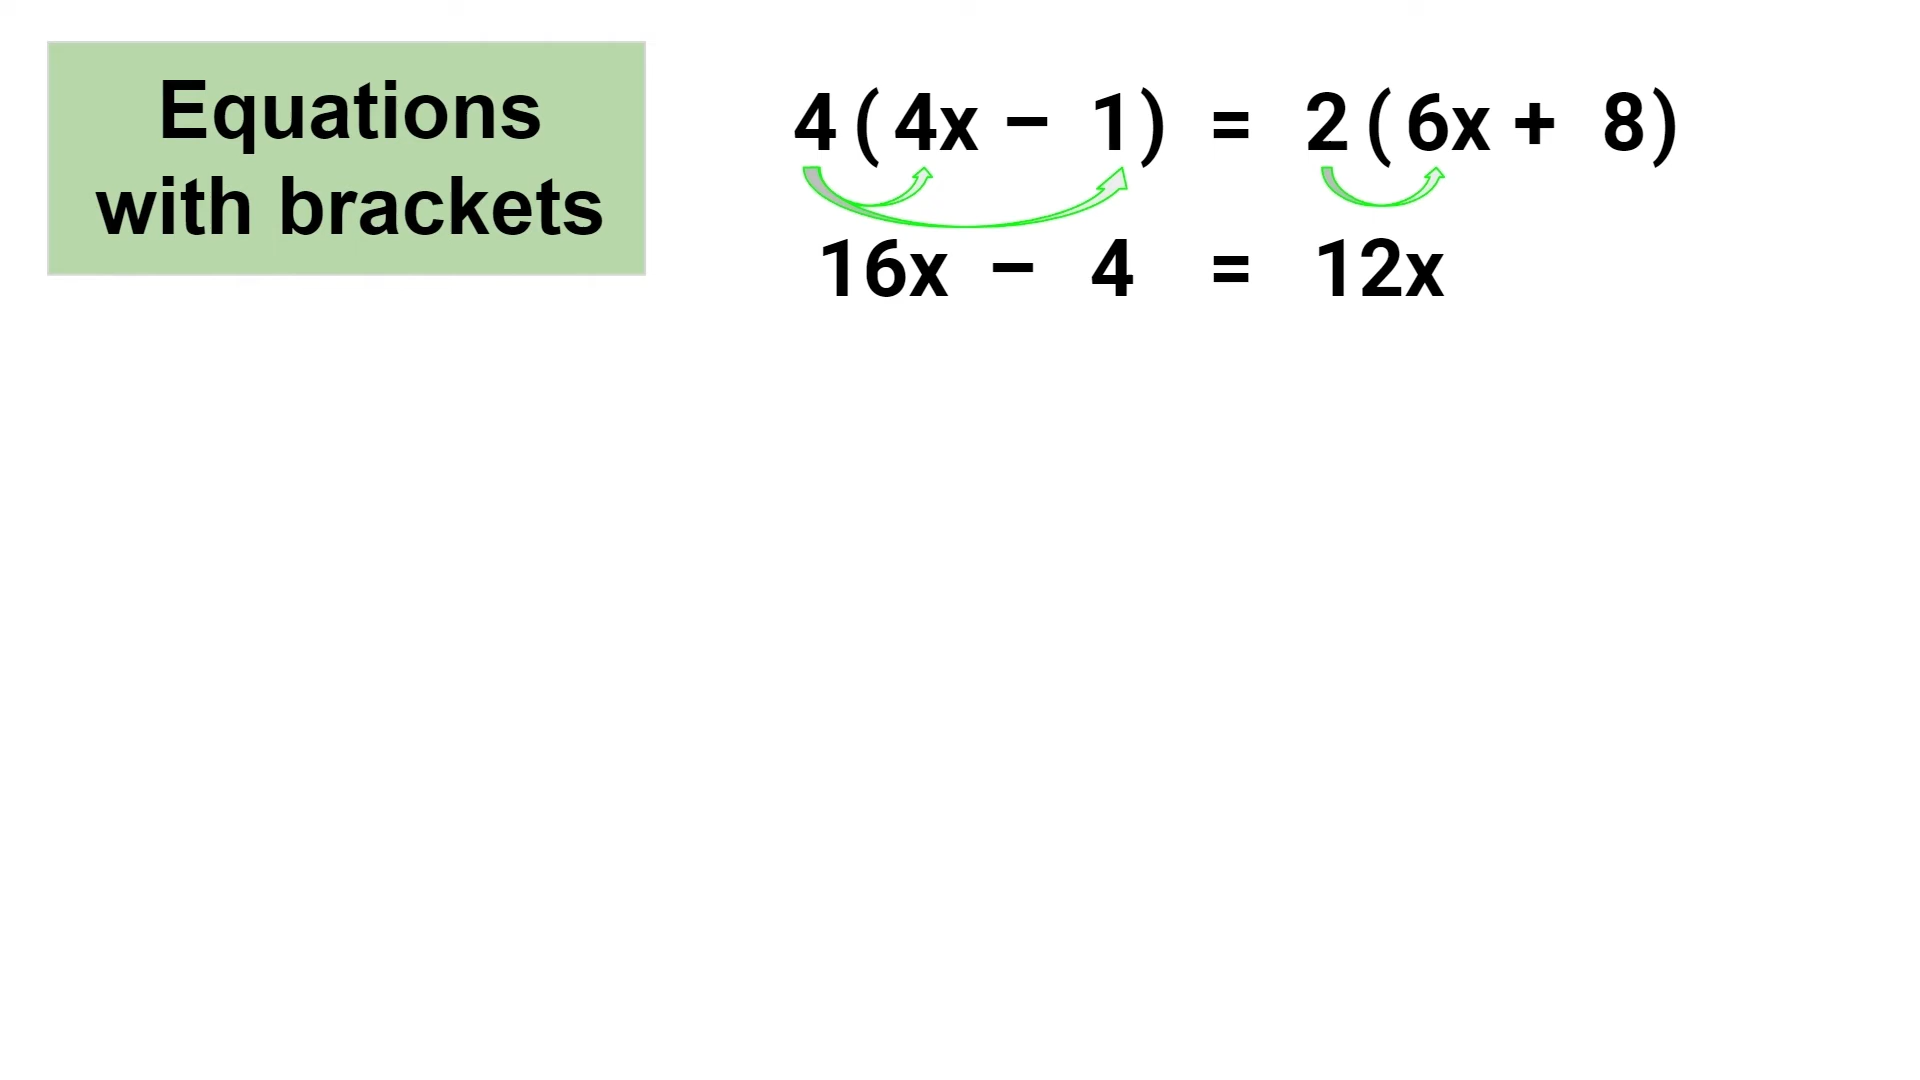 Equations
with brackets
4(4x − 1) = 2(6x + 8)
16x − 4 = 12x